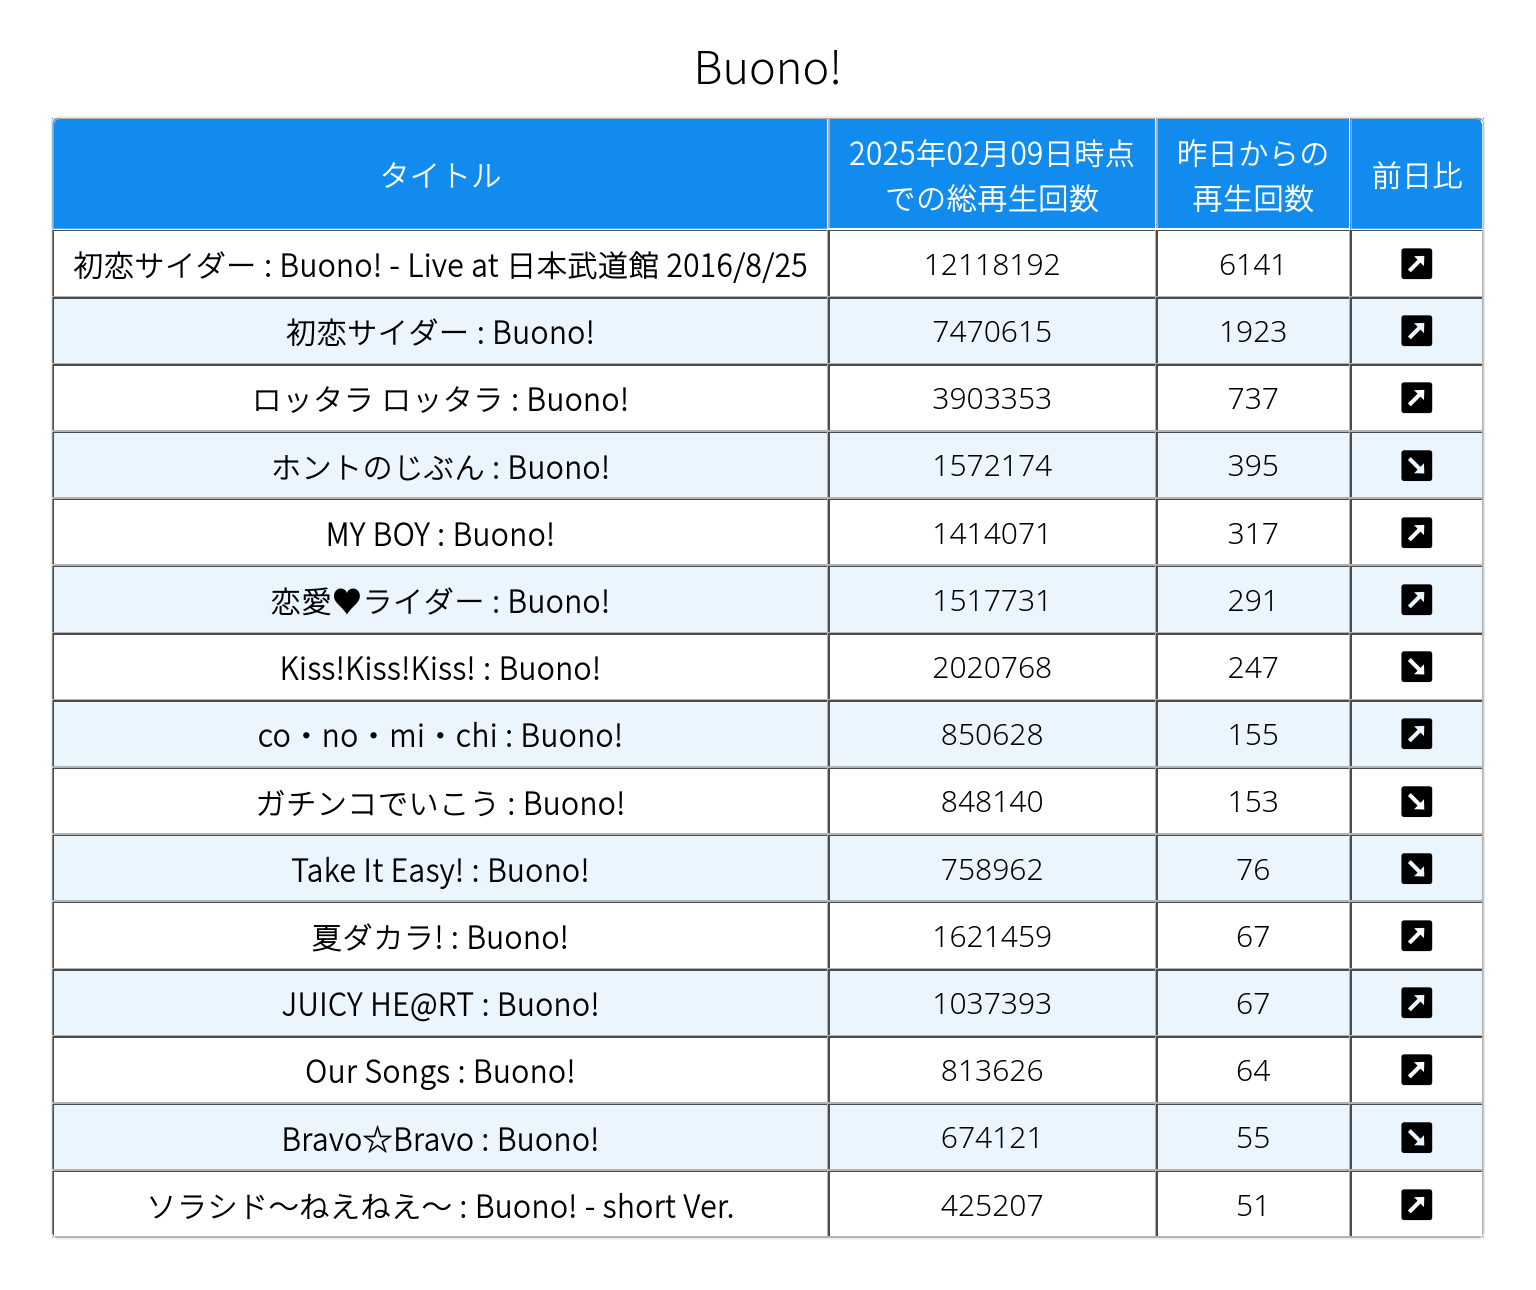 Buono!
タイトル 2025年02月09日時点での総再生回数 昨日からの再生回数 前日比
初恋サイダー : Buono! - Live at 日本武道館 2016/8/25 12118192 6141 ↗
初恋サイダー : Buono! 7470615 1923 ↗
ロッタラ ロッタラ : Buono! 3903353 737 ↗
ホントのじぶん : Buono! 1572174 395 ↘
MY BOY : Buono! 1414071 317 ↗
恋愛♥ライダー : Buono! 1517731 291 ↗
Kiss!Kiss!Kiss! : Buono! 2020768 247 ↘
co・no・mi・chi : Buono! 850628 155 ↗
ガチンコでいこう : Buono! 848140 153 ↘
Take It Easy! : Buono! 758962 76 ↘
夏ダカラ! : Buono! 1621459 67 ↗
JUICY HE@RT : Buono! 1037393 67 ↗
Our Songs : Buono! 813626 64 ↗
Bravo☆Bravo : Buono! 674121 55 ↘
ソラシド〜ねえねえ〜 : Buono! - short Ver. 425207 51 ↗